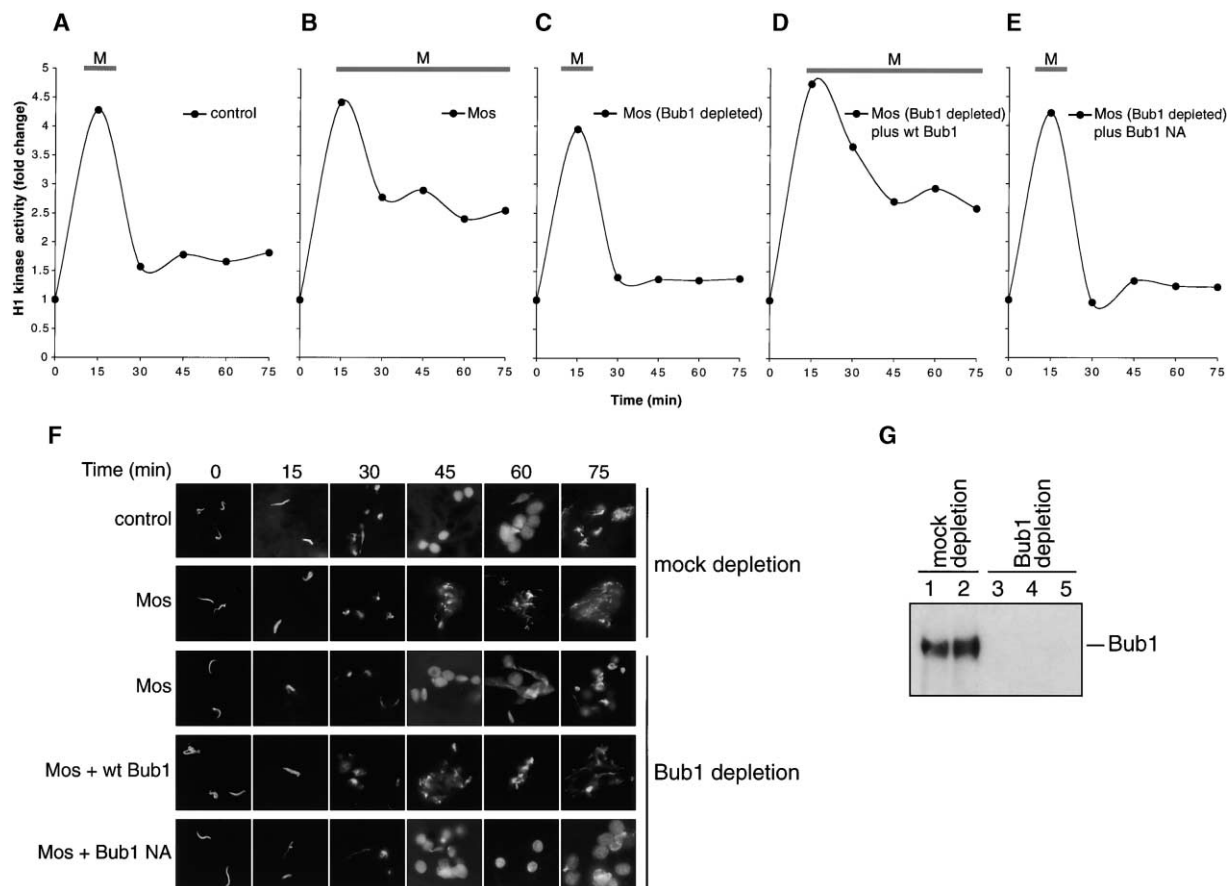 A
B
C
D
E
M
M
M
M
M
control
Mos
Mos (Bub1 depleted)
Mos (Bub1 depleted)
plus wt Bub1
Mos (Bub1 depleted)
plus Bub1 NA
H1 kinase activity (fold change)
5
4.5
4
3.5
3
2.5
2
1.5
1
0.5
0
0 15 30 45 60 75
0 15 30 45 60 75
0 15 30 45 60 75
0 15 30 45 60 75
0 15 30 45 60 75
Time (min)
F
Time (min) 0 15 30 45 60 75
control
Mos
mock depletion
Mos
Mos + wt Bub1
Mos + Bub1 NA
Bub1 depletion
G
mock
depletion
Bub1
depletion
1 2 3 4 5
Bub1